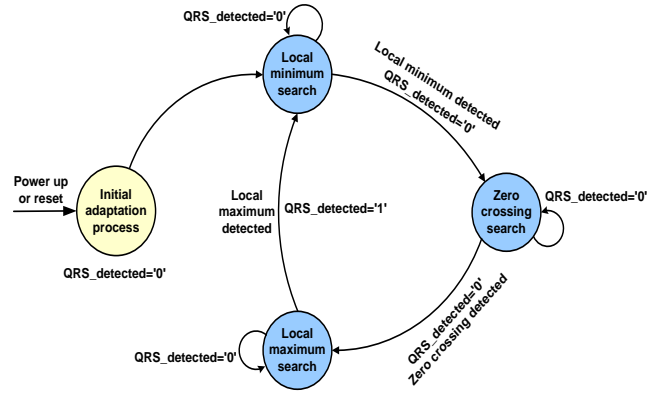 QRS_detected='0'
Local
minimum
search
Local minimum detected
QRS_detected='0'
Power up
or reset
Initial
adaptation
process
QRS_detected='0'
Local
maximum
detected
QRS_detected='1'
Zero
crossing
search
QRS_detected='0'
QRS_detected='0'
Zero crossing detected
QRS_detected='0'
Local
maximum
search